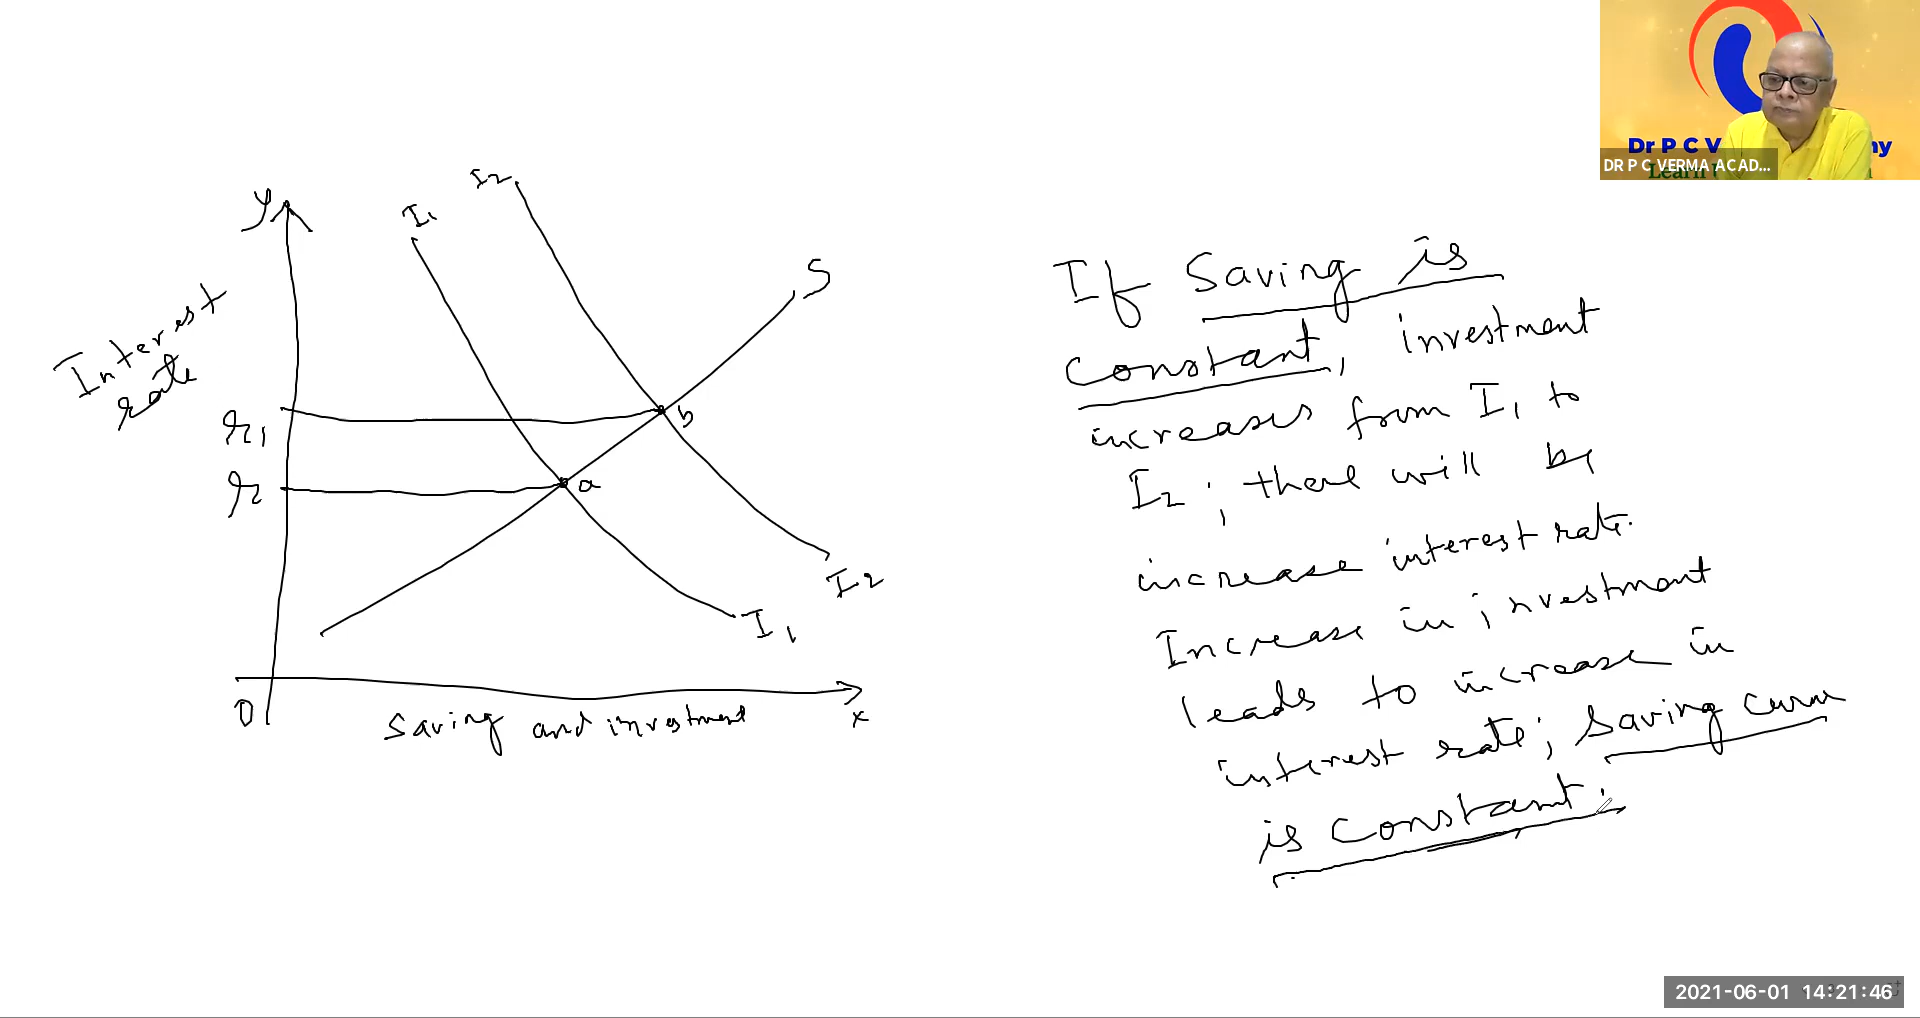 Dr P C V
ny
DR P C VERMA ACAD...
I2
I1
y
S
Interest
rate
r1
b
r
a
I2
I1
O
Saving and investment
x
If Saving is
constant, investment
increases from I1 to
I2; there will be
increase interest rate.
Increase in investment
leads to increase in
interest rate; Saving curve
is constant.
2021-06-01 14:21:46